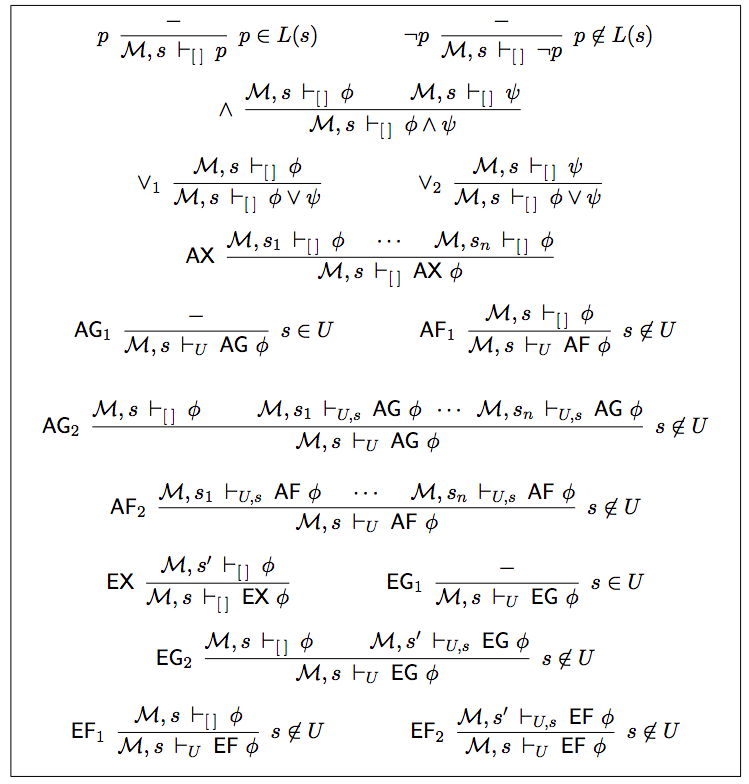 p − / ℳ, s ⊢[ ] p p ∈ L(s) ¬p − / ℳ, s ⊢[ ] ¬p p ∉ L(s)
∧ ℳ, s ⊢[ ] ϕ ℳ, s ⊢[ ] ψ / ℳ, s ⊢[ ] ϕ ∧ ψ
∨₁ ℳ, s ⊢[ ] ϕ / ℳ, s ⊢[ ] ϕ ∨ ψ ∨₂ ℳ, s ⊢[ ] ψ / ℳ, s ⊢[ ] ϕ ∨ ψ
AX ℳ, s₁ ⊢[ ] ϕ ⋯ ℳ, sₙ ⊢[ ] ϕ / ℳ, s ⊢[ ] AX ϕ
AG₁ − / ℳ, s ⊢U AG ϕ s ∈ U AF₁ ℳ, s ⊢[ ] ϕ / ℳ, s ⊢U AF ϕ s ∉ U
AG₂ ℳ, s ⊢[ ] ϕ ℳ, s₁ ⊢U,s AG ϕ ⋯ ℳ, sₙ ⊢U,s AG ϕ / ℳ, s ⊢U AG ϕ s ∉ U
AF₂ ℳ, s₁ ⊢U,s AF ϕ ⋯ ℳ, sₙ ⊢U,s AF ϕ / ℳ, s ⊢U AF ϕ s ∉ U
EX ℳ, s′ ⊢[ ] ϕ / ℳ, s ⊢[ ] EX ϕ EG₁ − / ℳ, s ⊢U EG ϕ s ∈ U
EG₂ ℳ, s ⊢[ ] ϕ ℳ, s′ ⊢U,s EG ϕ / ℳ, s ⊢U EG ϕ s ∉ U
EF₁ ℳ, s ⊢[ ] ϕ / ℳ, s ⊢U EF ϕ s ∉ U EF₂ ℳ, s′ ⊢U,s EF ϕ / ℳ, s ⊢U EF ϕ s ∉ U